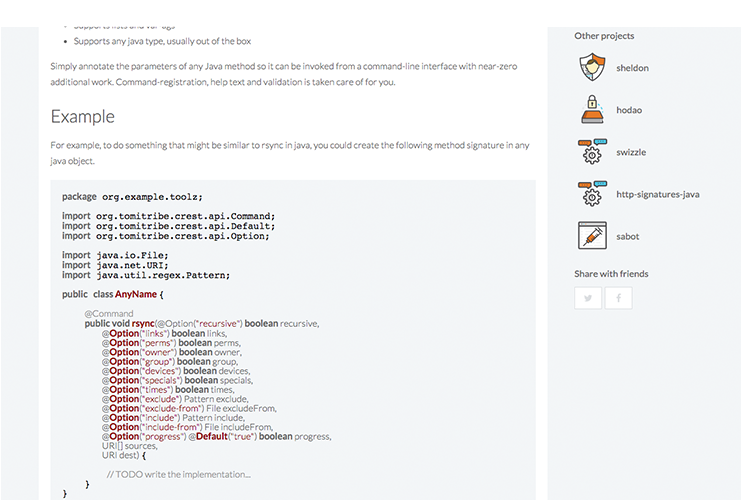 Supports lists and var-args
Supports any java type, usually out of the box
Simply annotate the parameters of any Java method so it can be invoked from a command-line interface with near-zero
additional work. Command-registration, help text and validation is taken care of for you.
Example
For example, to do something that might be similar to rsync in java, you could create the following method signature in any
java object.
package org.example.toolz;
import org.tomitribe.crest.api.Command;
import org.tomitribe.crest.api.Default;
import org.tomitribe.crest.api.Option;
import java.io.File;
import java.net.URI;
import java.util.regex.Pattern;
public class AnyName {
@Command
public void rsync(@Option("recursive") boolean recursive,
@Option("links") boolean links,
@Option("perms") boolean perms,
@Option("owner") boolean owner,
@Option("group") boolean group,
@Option("devices") boolean devices,
@Option("specials") boolean specials,
@Option("times") boolean times,
@Option("exclude") Pattern exclude,
@Option("exclude-from") File excludeFrom,
@Option("include") Pattern include,
@Option("include-from") File includeFrom,
@Option("progress") @Default("true") boolean progress,
URI[] sources,
URI dest) {
// TODO write the implementation...
}
}
Other projects
sheldon
hodao
swizzle
http-signatures-java
sabot
Share with friends